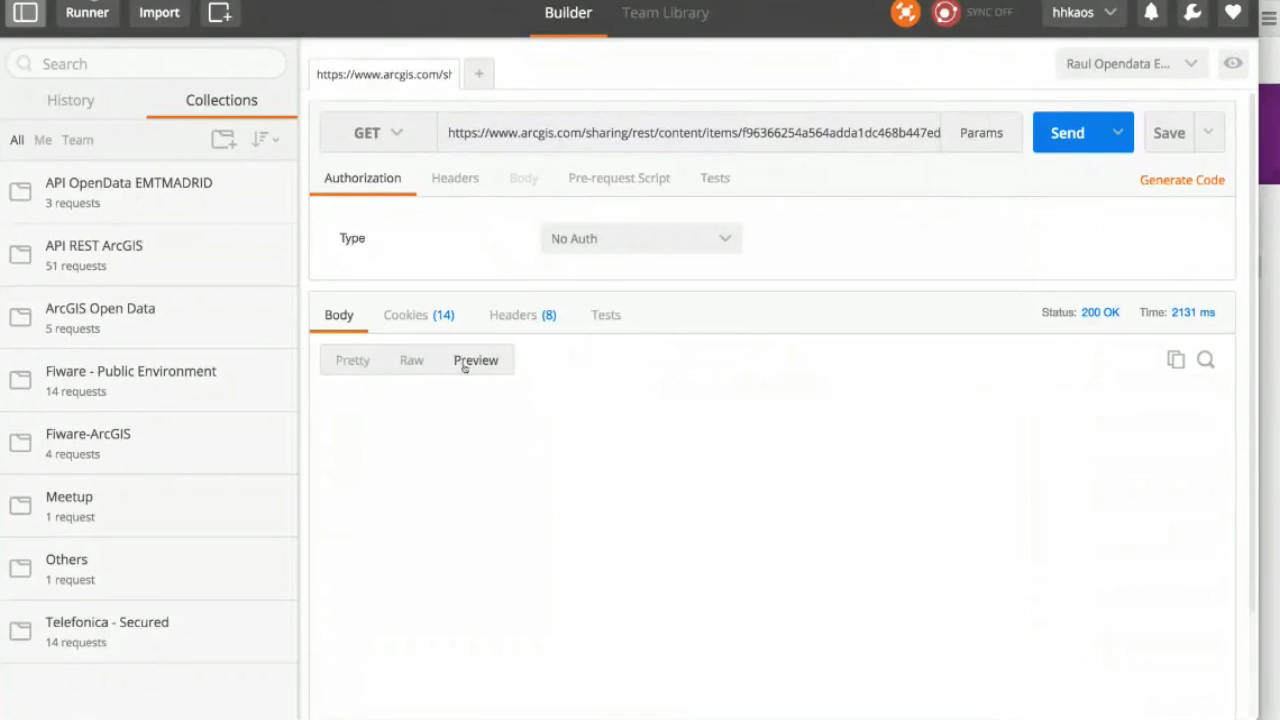 Runner
Import
Builder
Team Library
SYNC OFF
hhkaos
Search
https://www.arcgis.com/sh
+
Raul Opendata E...
History
Collections
GET
https://www.arcgis.com/sharing/rest/content/items/f96366254a564adda1dc468b447ed
Params
Send
Save
All
Me
Team
Authorization
Headers
Body
Pre-request Script
Tests
Generate Code
API OpenData EMTMADRID
3 requests
Type
No Auth
API REST ArcGIS
51 requests
ArcGIS Open Data
5 requests
Body
Cookies (14)
Headers (8)
Tests
Status: 200 OK
Time: 2131 ms
Pretty
Raw
Preview
Fiware - Public Environment
14 requests
Fiware-ArcGIS
4 requests
Meetup
1 request
Others
1 request
Telefonica - Secured
14 requests